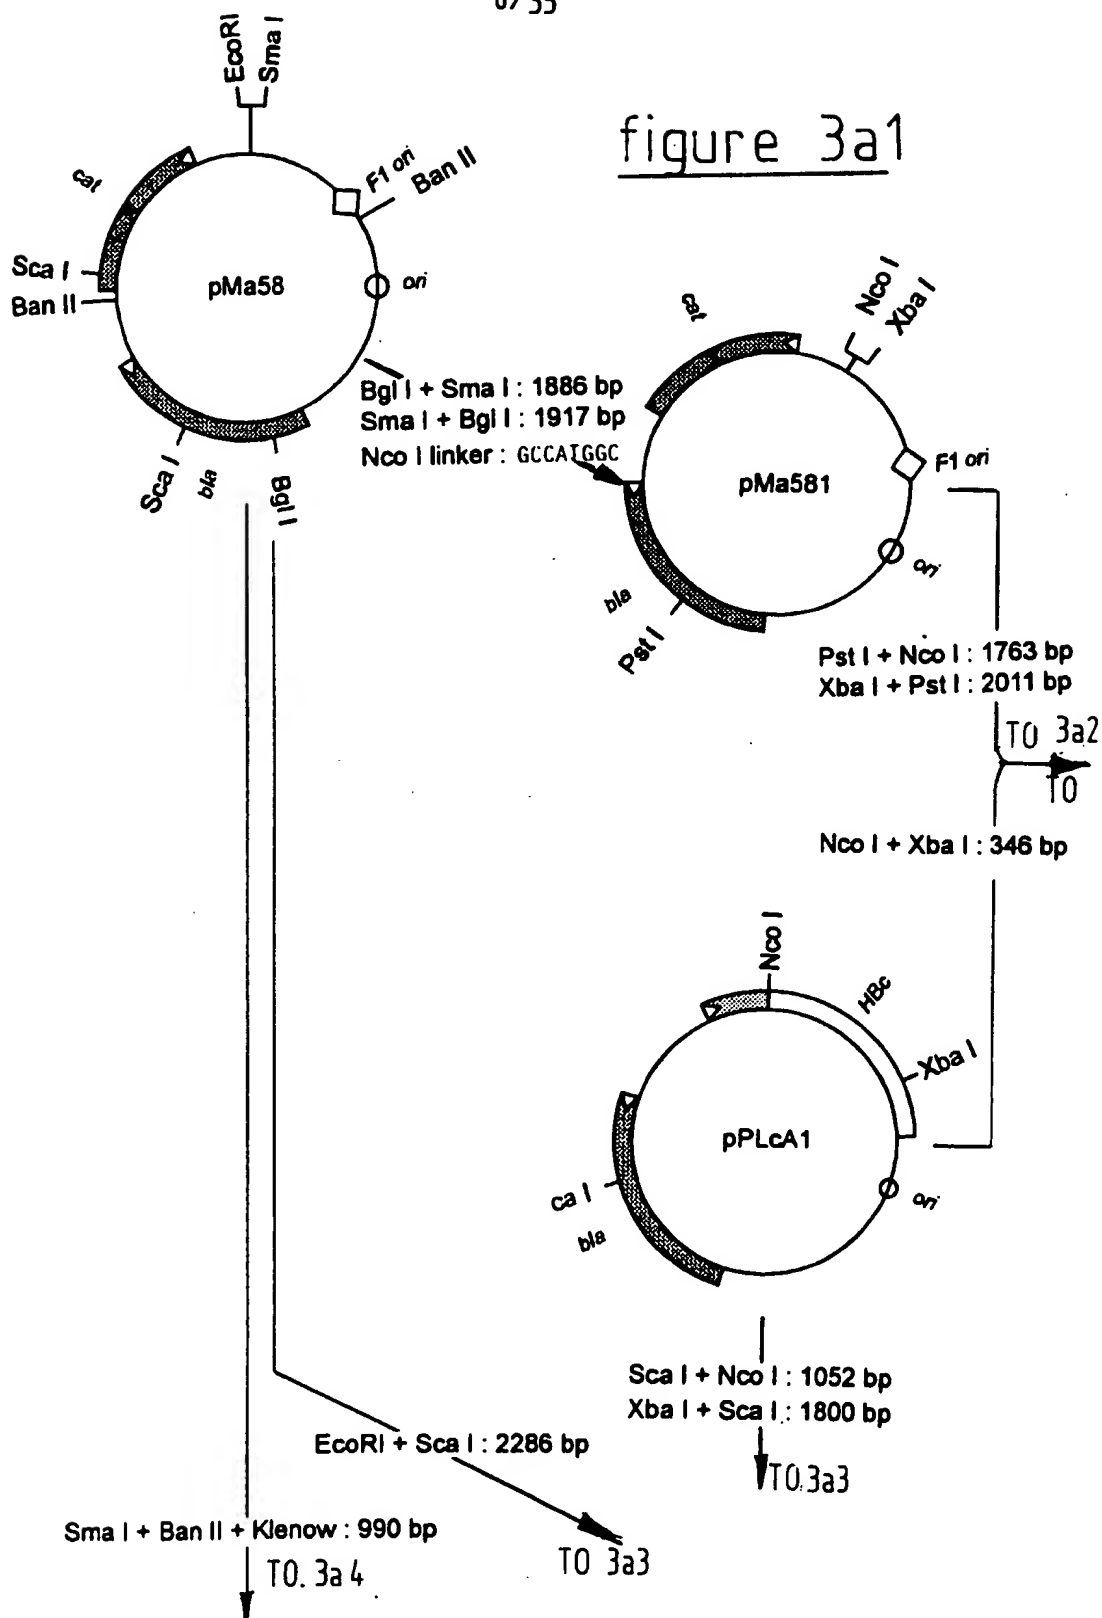 figure 3a1
EcoRI
Sma I
cat
F1 ori
Ban II
Sca I
Ban II
pMa58
ori
Sca I
bla
Bgl I
Bgl I + Sma I : 1886 bp
Sma I + Bgl I : 1917 bp
Nco I linker : GCCATGGC
cat
Nco I
Xba I
pMa581
F1 ori
ori
bla
Pst I
Pst I + Nco I : 1763 bp
Xba I + Pst I : 2011 bp
TO 3a2
TO
Nco I + Xba I : 346 bp
Nco I
HBc
Xba I
pPLcA1
ca I
bla
ori
Sca I + Nco I : 1052 bp
Xba I + Sca I : 1800 bp
TO.3a3
EcoRI + Sca I : 2286 bp
TO 3a3
Sma I + Ban II + Klenow : 990 bp
TO. 3a4